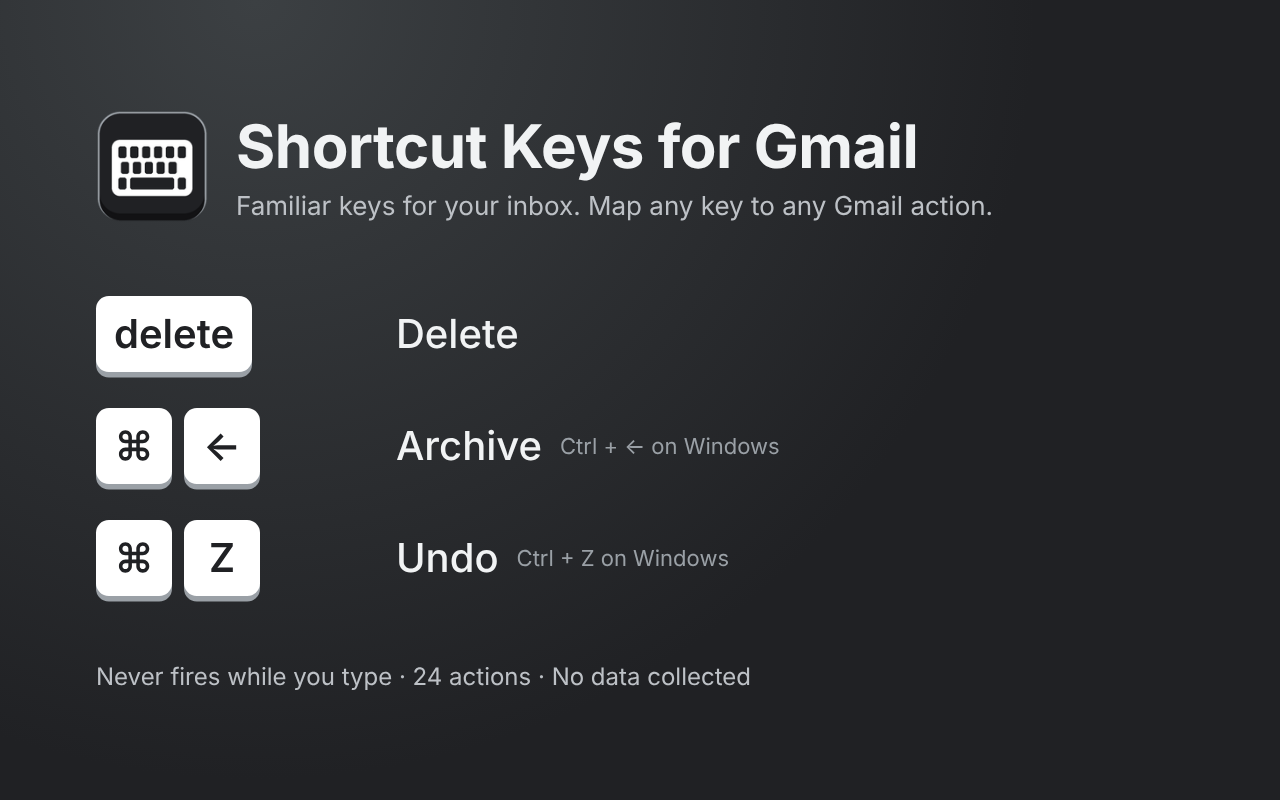 Shortcut Keys for Gmail
Familiar keys for your inbox. Map any key to any Gmail action.
delete Delete
⌘ ← Archive Ctrl + ← on Windows
⌘ Z Undo Ctrl + Z on Windows
Never fires while you type · 24 actions · No data collected